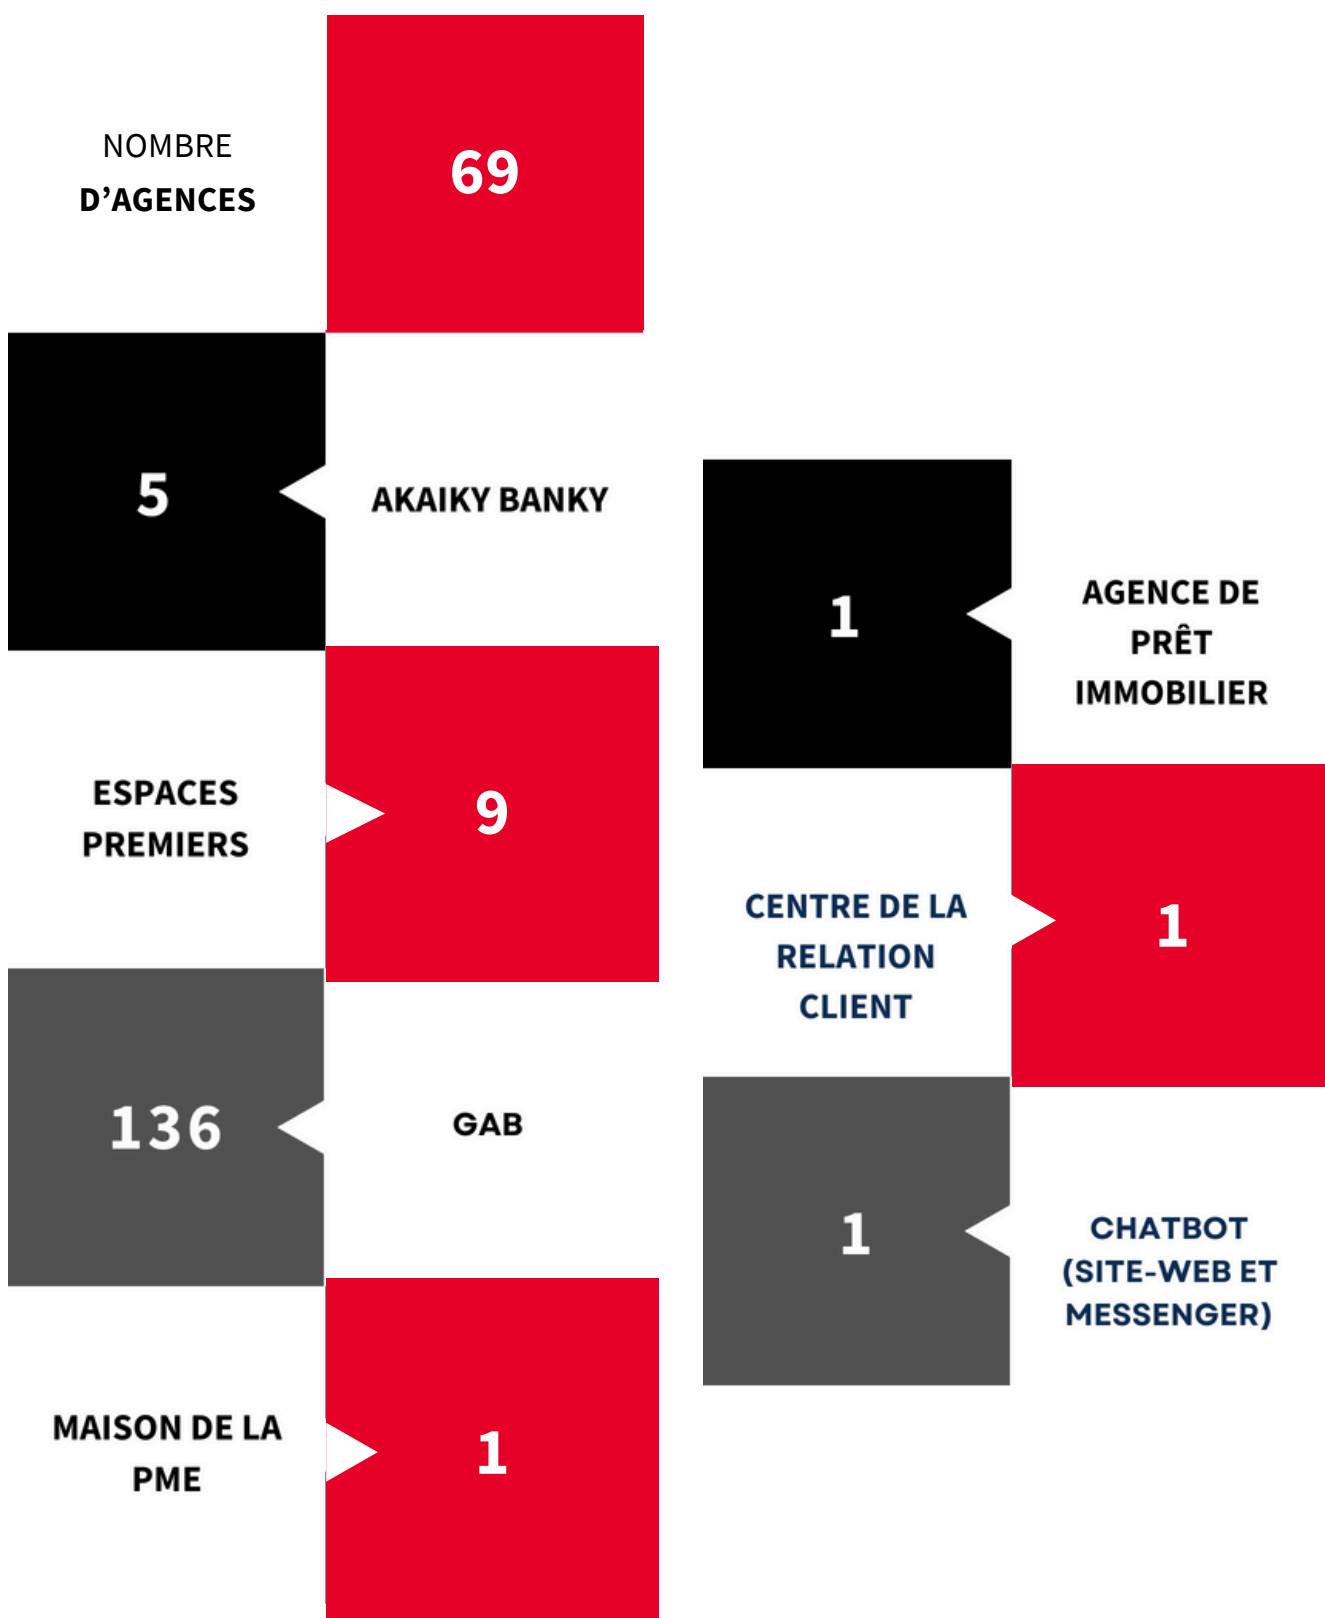 NOMBRE
D’AGENCES
69
5
AKAIKY BANKY
ESPACES
PREMIERS
9
136
GAB
MAISON DE LA
PME
1
1
AGENCE DE
PRÊT
IMMOBILIER
CENTRE DE LA
RELATION
CLIENT
1
1
CHATBOT
(SITE-WEB ET
MESSENGER)